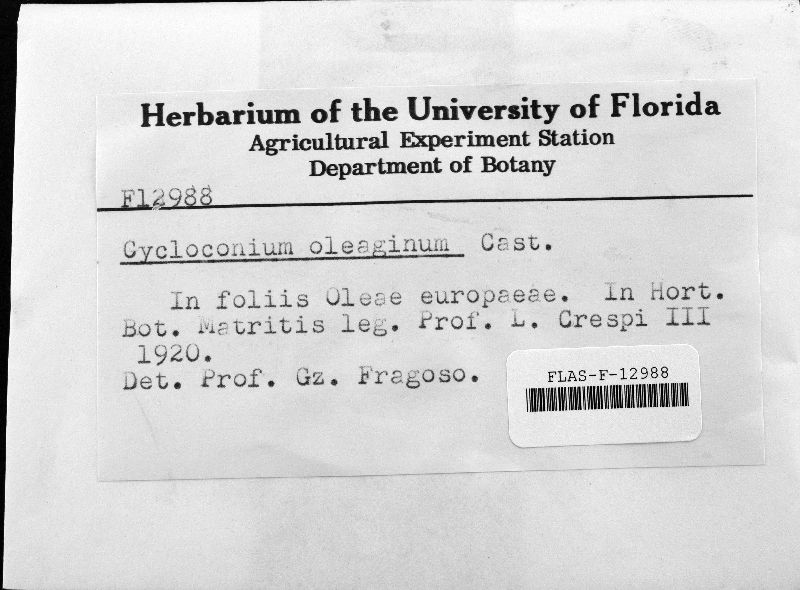 Herbarium of the University of Florida
Agricultural Experiment Station
Department of Botany
F12988
Cycloconium oleaginum Cast.
In foliis Oleae europaeae. In Hort.
Bot. Matritis leg. Prof. L. Crespi III
1920.
Det. Prof. Gz. Fragoso.
FLAS-F-12988